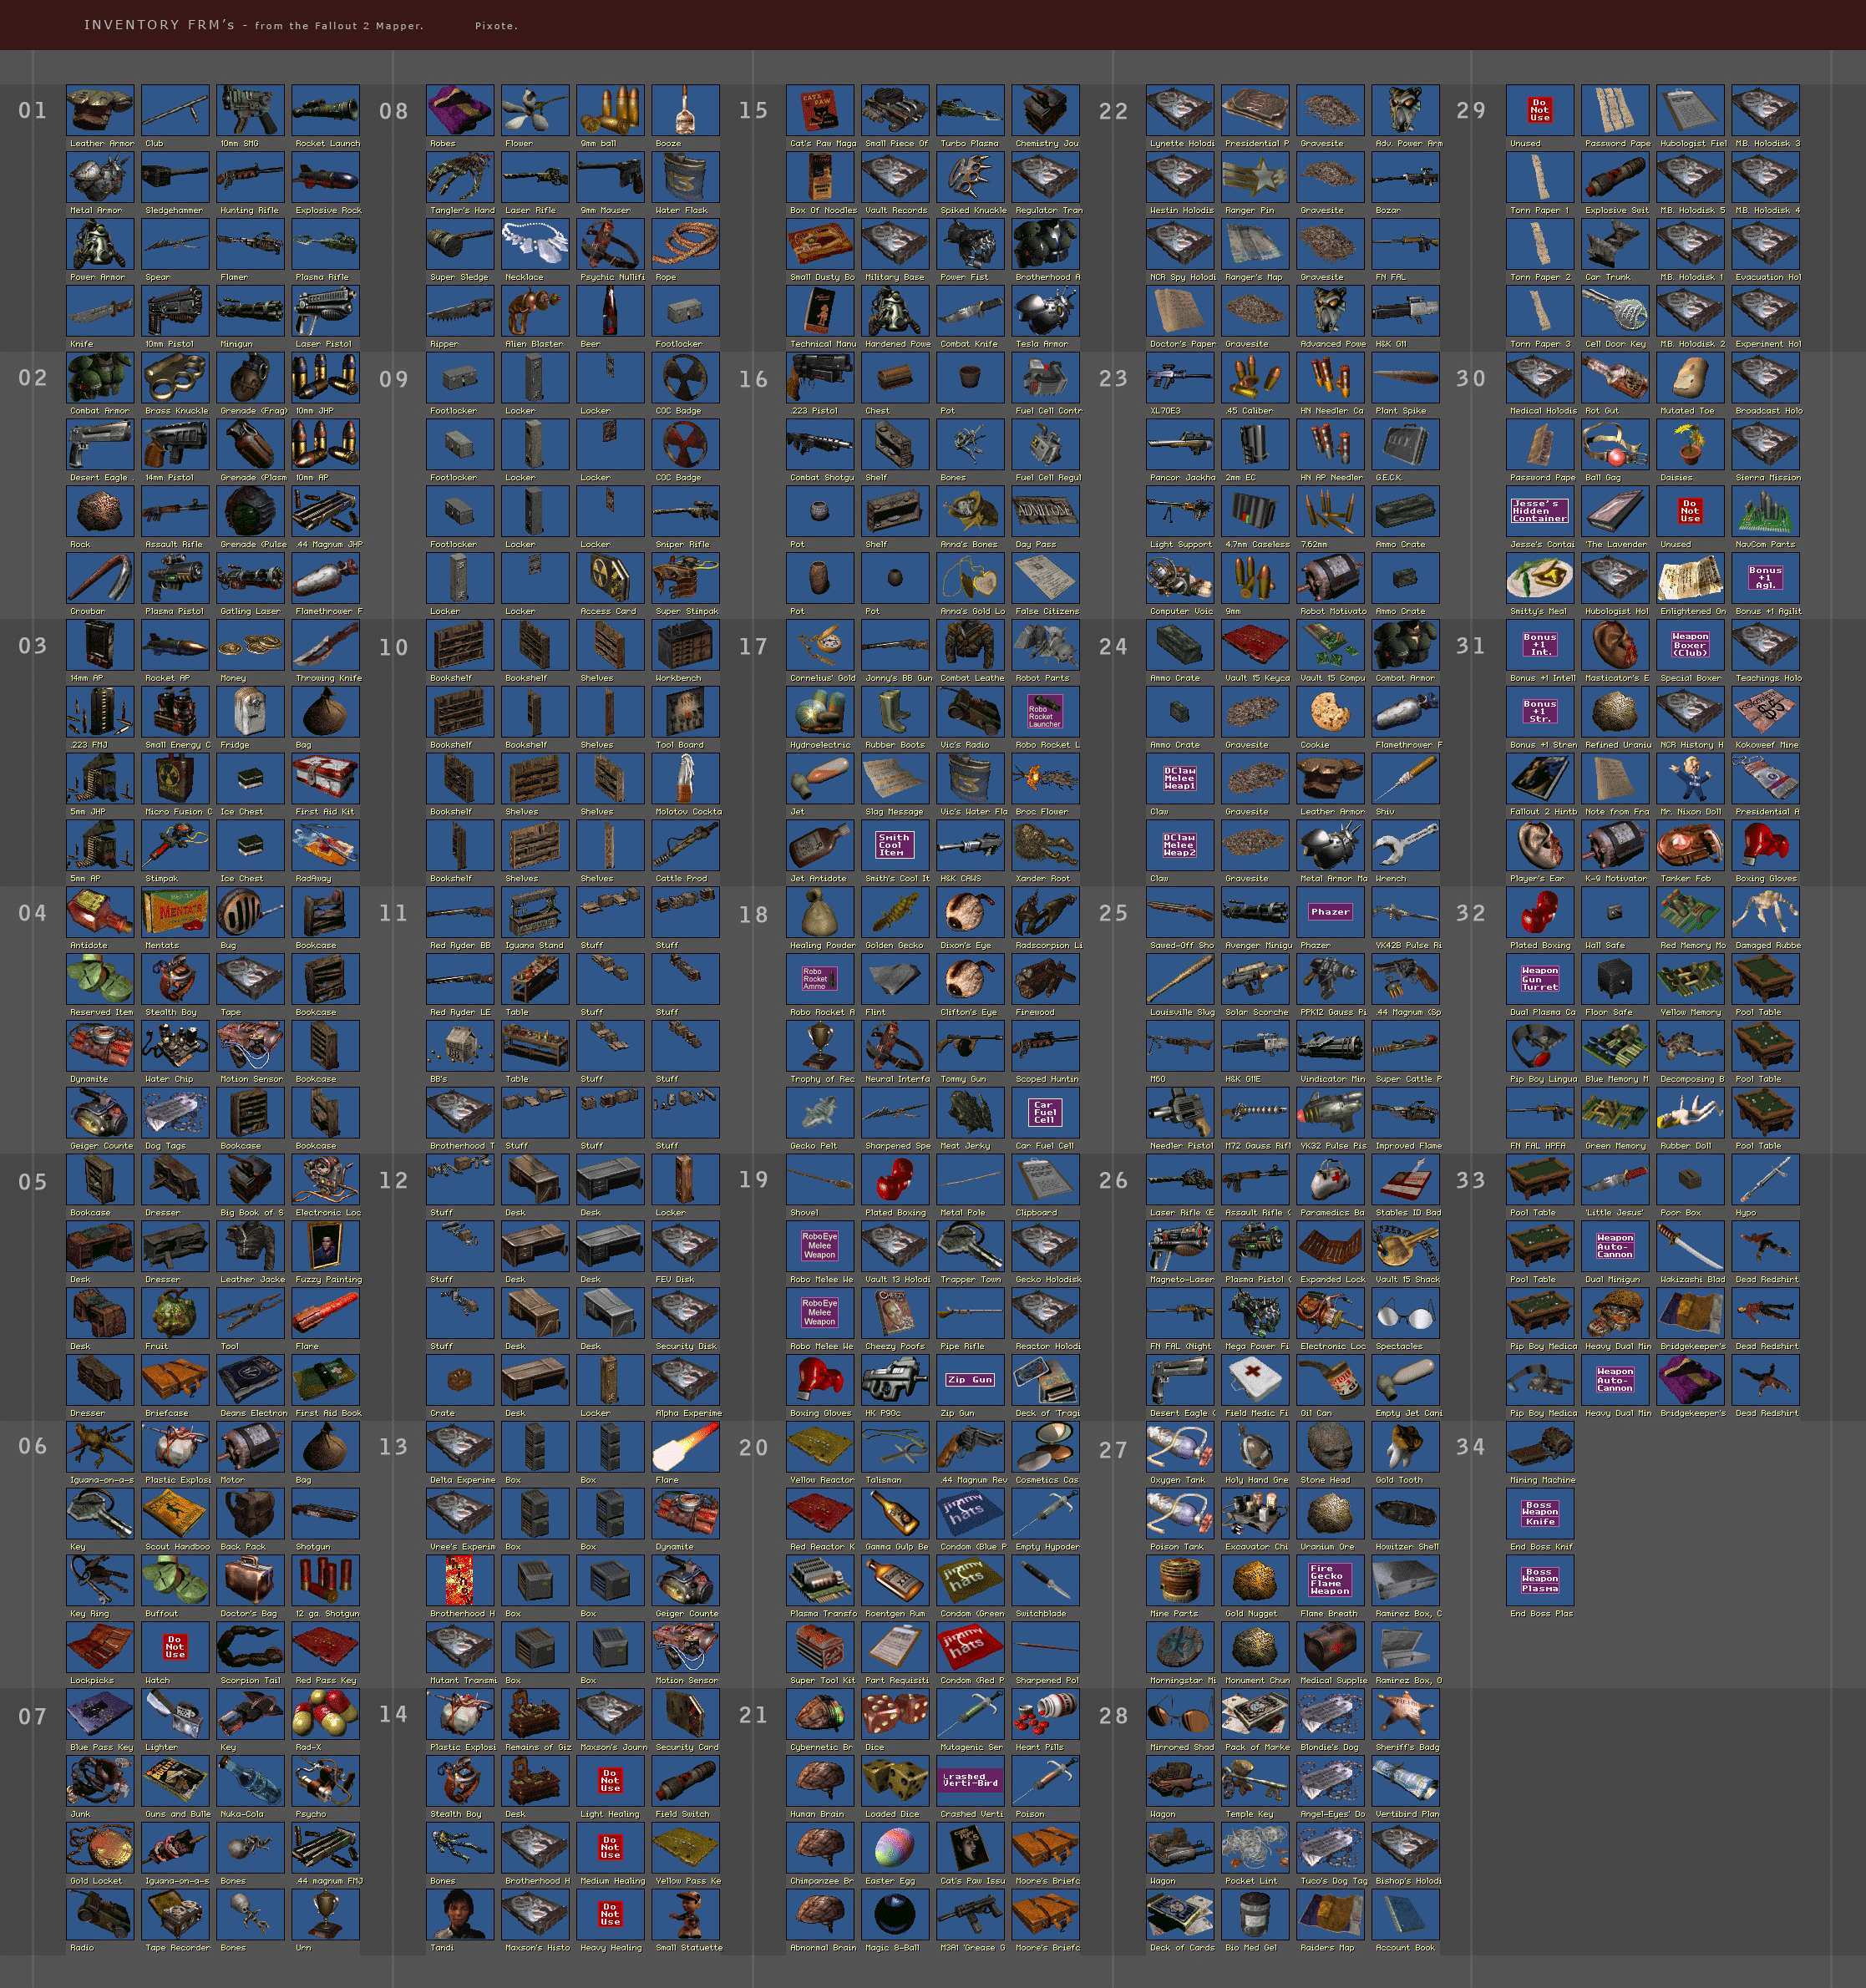 INVENTORY FRM's - from the Fallout 2 Mapper. Pixote.
01
Leather Armor Club 10mm SMG Rocket Launch
Metal Armor Sledgehammer Hunting Rifle Explosive Rock
Power Armor Spear Flamer Plasma Rifle
Knife 10mm Pistol Minigun Laser Pistol
02
Combat Armor Brass Knuckle Grenade (Frag) 10mm JHP
Desert Eagle . 14mm Pistol Grenade (Plasm 10mm AP
Rock Assault Rifle Grenade (Pulse .44 Magnum JHP
Crowbar Plasma Pistol Gatling Laser Flamethrower F
03
14mm AP Rocket AP Money Throwing Knife
.223 FMJ Small Energy C Fridge Bag
5mm JHP Micro Fusion C Ice Chest First Aid Kit
5mm AP Stimpak Ice Chest RadAway
04
MENTATS
Antidote Mentats Bug Bookcase
Reserved Item Stealth Boy Tape Bookcase
Dynamite Water Chip Motion Sensor Bookcase
Geiger Counte Dog Tags Bookcase Bookcase
05
Bookcase Dresser Big Book of S Electronic Loc
Desk Dresser Leather Jacke Fuzzy Painting
Desk Fruit Tool Flare
Dresser Briefcase Deans Electron First Aid Book
06
Iguana-on-a-s Plastic Explosi Motor Bag
Key Scout Handboo Back Pack Shotgun
Key Ring Buffout Doctor's Bag 12 ga. Shotgun
Do Not Use
Lockpicks Watch Scorpion Tail Red Pass Key
07
Blue Pass Key Lighter Key Rad-X
Junk Guns and Bulle Nuka-Cola Psycho
Gold Locket Iguana-on-a-s Bones .44 magnum FMJ
Radio Tape Recorder Bones Urn
08
Robes Flower 9mm ball Booze
Tangler's Hand Laser Rifle 9mm Mauser Water Flask
Super Sledge Necklace Psychic Nullifi Rope
Ripper Alien Blaster Beer Footlocker
09
Footlocker Locker Locker COC Badge
Footlocker Locker Locker COC Badge
Footlocker Locker Locker Sniper Rifle
Locker Locker Access Card Super Stimpak
10
Bookshelf Bookshelf Shelves Workbench
Bookshelf Bookshelf Shelves Tool Board
Bookshelf Shelves Shelves Molotov Cockta
Bookshelf Shelves Shelves Cattle Prod
11
Red Ryder BB Iguana Stand Stuff Stuff
Red Ryder LE Table Stuff Stuff
BB's Table Stuff Stuff
Brotherhood T Stuff Stuff Stuff
12
Stuff Desk Desk Locker
Stuff Desk Desk FEV Disk
Stuff Desk Desk Security Disk
Crate Desk Locker Alpha Experime
13
Delta Experime Box Box Flare
Vree's Experim Box Box Dynamite
Brotherhood H Box Box Geiger Counte
Mutant Transmi Box Box Motion Sensor
14
Plastic Explosi Remains of Giz Maxson's Journ Security Card
Do Not Use
Stealth Boy Desk Light Healing Field Switch
Do Not Use
Bones Brotherhood H Medium Healing Yellow Pass Ke
Do Not Use
Tandi Maxson's Histo Heavy Healing Small Statuette
15
CAT'S PAW
Cat's Paw Maga Small Piece Of Turbo Plasma Chemistry Jou
Box Of Noodles Vault Records Spiked Knuckle Regulator Tran
Small Dusty Bo Military Base Power Fist Brotherhood A
Technical Manu Hardened Powe Combat Knife Tesla Armor
16
.223 Pistol Chest Pot Fuel Cell Contr
Combat Shotgu Shelf Bones Fuel Cell Regul
ADMIT ONE
Pot Shelf Anna's Bones Day Pass
Pot Pot Anna's Gold Lo False Citizens
17
Cornelius' Gold Jonny's BB Gun Combat Leathe Robot Parts
Robo Rocket Launcher
Hydroelectric Rubber Boots Vic's Radio Robo Rocket L
Jet Slag Message Vic's Water Fla Broc Flower
Smith Cool Item
Jet Antidote Smith's Cool It H&K CAWS Xander Root
18
Healing Powder Golden Gecko Dixon's Eye Radscorpion Li
Robo Rocket Ammo
Robo Rocket A Flint Clifton's Eye Firewood
Trophy of Rec Neural Interfa Tommy Gun Scoped Huntin
Car Fuel Cell
Gecko Pelt Sharpened Spe Meat Jerky Car Fuel Cell
19
Shovel Plated Boxing Metal Pole Clipboard
RoboEye Melee Weapon
Robo Melee We Vault 13 Holodi Trapper Town Gecko Holodisk
RoboEye Melee Weapon
Robo Melee We Cheezy Poofs Pipe Rifle Reactor Holodi
Zip Gun
Boxing Gloves HK P90c Zip Gun Deck of 'Tragi
20
Yellow Reactor Talisman .44 Magnum Rev Cosmetics Cas
jimmy hats
Red Reactor K Gamma Gulp Be Condom (Blue P Empty Hypoder
jimmy hats
Plasma Transfo Roentgen Rum Condom (Green Switchblade
jimmy hats
Super Tool Kit Part Requisiti Condom (Red P Sharpened Pol
21
Cybernetic Br Dice Mutagenic Ser Heart Pills
Crashed Verti-Bird
Human Brain Loaded Dice Crashed Verti Poison
Chimpanzee Br Easter Egg Cat's Paw Issu Moore's Briefc
Abnormal Brain Magic 8-Ball M3A1 'Grease G Moore's Briefc
22
Lynette Holodi Presidential P Gravesite Adv. Power Arm
Westin Holodis Ranger Pin Gravesite Bozar
NCR Spy Holodi Ranger's Map Gravesite FN FAL
Doctor's Paper Gravesite Advanced Powe H&K G11
23
XL70E3 .45 Caliber HN Needler Ca Plant Spike
Pancor Jackha 2mm EC HN AP Needler G.E.C.K.
Light Support 4.7mm Caseless 7.62mm Ammo Crate
Computer Voic 9mm Robot Motivato Ammo Crate
24
Ammo Crate Vault 15 Keyca Vault 15 Compu Combat Armor
Ammo Crate Gravesite Cookie Flamethrower F
DClaw Melee Weap1
Claw Gravesite Leather Armor Shiv
DClaw Melee Weap2
Claw Gravesite Metal Armor Ma Wrench
25
Phazer
Sawed-Off Sho Avenger Minigu Phazer YK42B Pulse Ri
Louisville Slug Solar Scorche PPK12 Gauss Pi .44 Magnum (Sp
M60 H&K G11E Vindicator Min Super Cattle P
Needler Pistol M72 Gauss Rifl YK32 Pulse Pis Improved Flame
26
Laser Rifle (E Assault Rifle ( Paramedics Ba Stables ID Bad
Magneto-Laser Plasma Pistol ( Expanded Lock Vault 15 Shack
FN FAL (Night Mega Power Fi Electronic Loc Spectacles
Desert Eagle ( Field Medic Fi Oil Can Empty Jet Cani
27
Oxygen Tank Holy Hand Gre Stone Head Gold Tooth
Poison Tank Excavator Chi Uranium Ore Howitzer Shell
Fire Gecko Flame Weapon
Mine Parts Gold Nugget Flame Breath Ramirez Box, C
Morningstar Mi Monument Chun Medical Supplie Ramirez Box, O
28
Mirrored Shad Pack of Marke Blondie's Dog Sheriff's Badg
Wagon Temple Key Angel-Eyes' Do Vertibird Plan
Wagon Pocket Lint Tuco's Dog Tag Bishop's Holodi
Deck of Cards Bio Med Gel Raiders Map Account Book
29
Do Not Use
Unused Password Pape Hubologist Fiel M.B. Holodisk 3
Torn Paper 1 Explosive Swit M.B. Holodisk 5 M.B. Holodisk 4
Torn Paper 2 Car Trunk M.B. Holodisk 1 Evacuation Hol
Torn Paper 3 Cell Door Key M.B. Holodisk 2 Experiment Hol
30
Medical Holodis Rot Gut Mutated Toe Broadcast Holo
Password Pape Ball Gag Daisies Sierra Mission
Jesse's Hidden Container
Do Not Use
Jesse's Contai 'The Lavender Unused NavCom Parts
Bonus +1 Agl.
Smitty's Meal Hubologist Hol Enlightened On Bonus +1 Agilit
31
Bonus +1 Int.
Weapon Boxer (Club)
Bonus +1 Intell Masticator's E Special Boxer Teachings Holo
Bonus +1 Str.
Bonus +1 Stren Refined Uraniu NCR History H Kokoweef Mine
Fallout 2 Hintb Note from Fra Mr. Nixon Doll Presidential A
Player's Ear K-9 Motivator Tanker Fob Boxing Gloves
32
Plated Boxing Wall Safe Red Memory Mo Damaged Rubbe
Weapon Gun Turret
Dual Plasma Ca Floor Safe Yellow Memory Pool Table
Pip Boy Lingua Blue Memory M Decomposing B Pool Table
FN FAL HPFA Green Memory Rubber Doll Pool Table
33
Pool Table 'Little Jesus' Poor Box Hypo
Weapon Auto-Cannon
Pool Table Dual Minigun Wakizashi Blad Dead Redshirt
Pip Boy Medica Heavy Dual Min Bridgekeeper's Dead Redshirt
Weapon Auto-Cannon
Pip Boy Medica Heavy Dual Min Bridgekeeper's Dead Redshirt
34
Mining Machine
Boss Weapon Knife
End Boss Knif
Boss Weapon Plasma
End Boss Plas